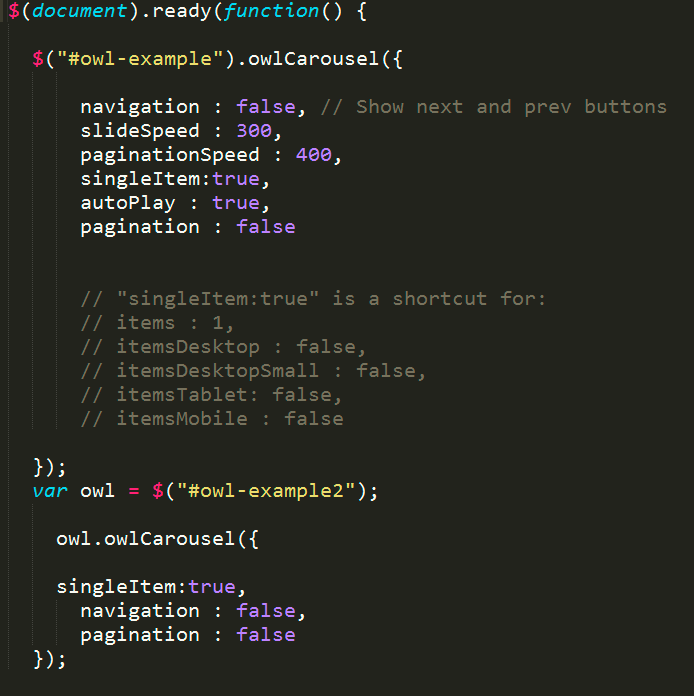 $(document).ready(function() {
$("#owl-example").owlCarousel({
navigation : false, // Show next and prev buttons
slideSpeed : 300,
paginationSpeed : 400,
singleItem:true,
autoPlay : true,
pagination : false
// "singleItem:true" is a shortcut for:
// items : 1,
// itemsDesktop : false,
// itemsDesktopSmall : false,
// itemsTablet: false,
// itemsMobile : false
});
var owl = $("#owl-example2");
owl.owlCarousel({
singleItem:true,
navigation : false,
pagination : false
});